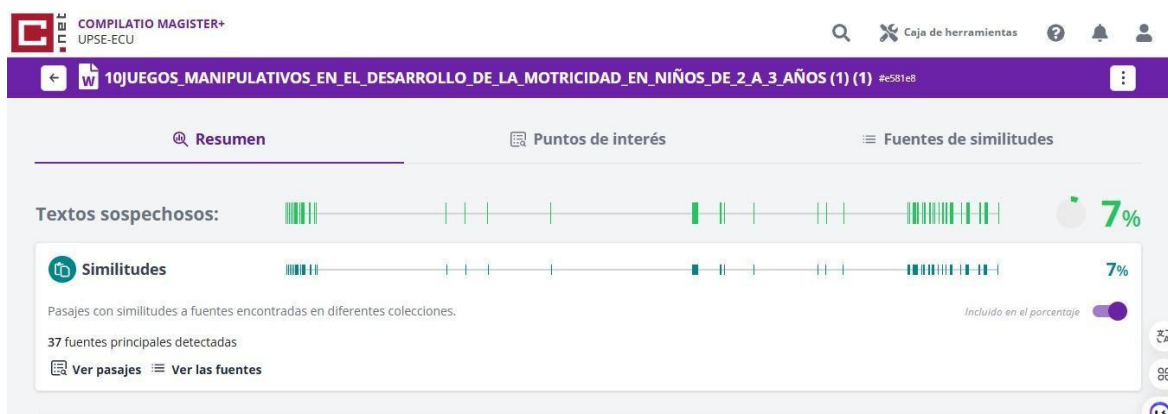 .net
COMPILATIO MAGISTER+
UPSE-ECU
Caja de herramientas
10JUEGOS_MANIPULATIVOS_EN_EL_DESARROLLO_DE_LA_MOTRICIDAD_EN_NIÑOS_DE_2_A_3_AÑOS (1) (1) #e581e8
Resumen
Puntos de interés
Fuentes de similitudes
Textos sospechosos:
7%
Similitudes
7%
Pasajes con similitudes a fuentes encontradas en diferentes colecciones.
Incluido en el porcentaje
37 fuentes principales detectadas
Ver pasajes
Ver las fuentes